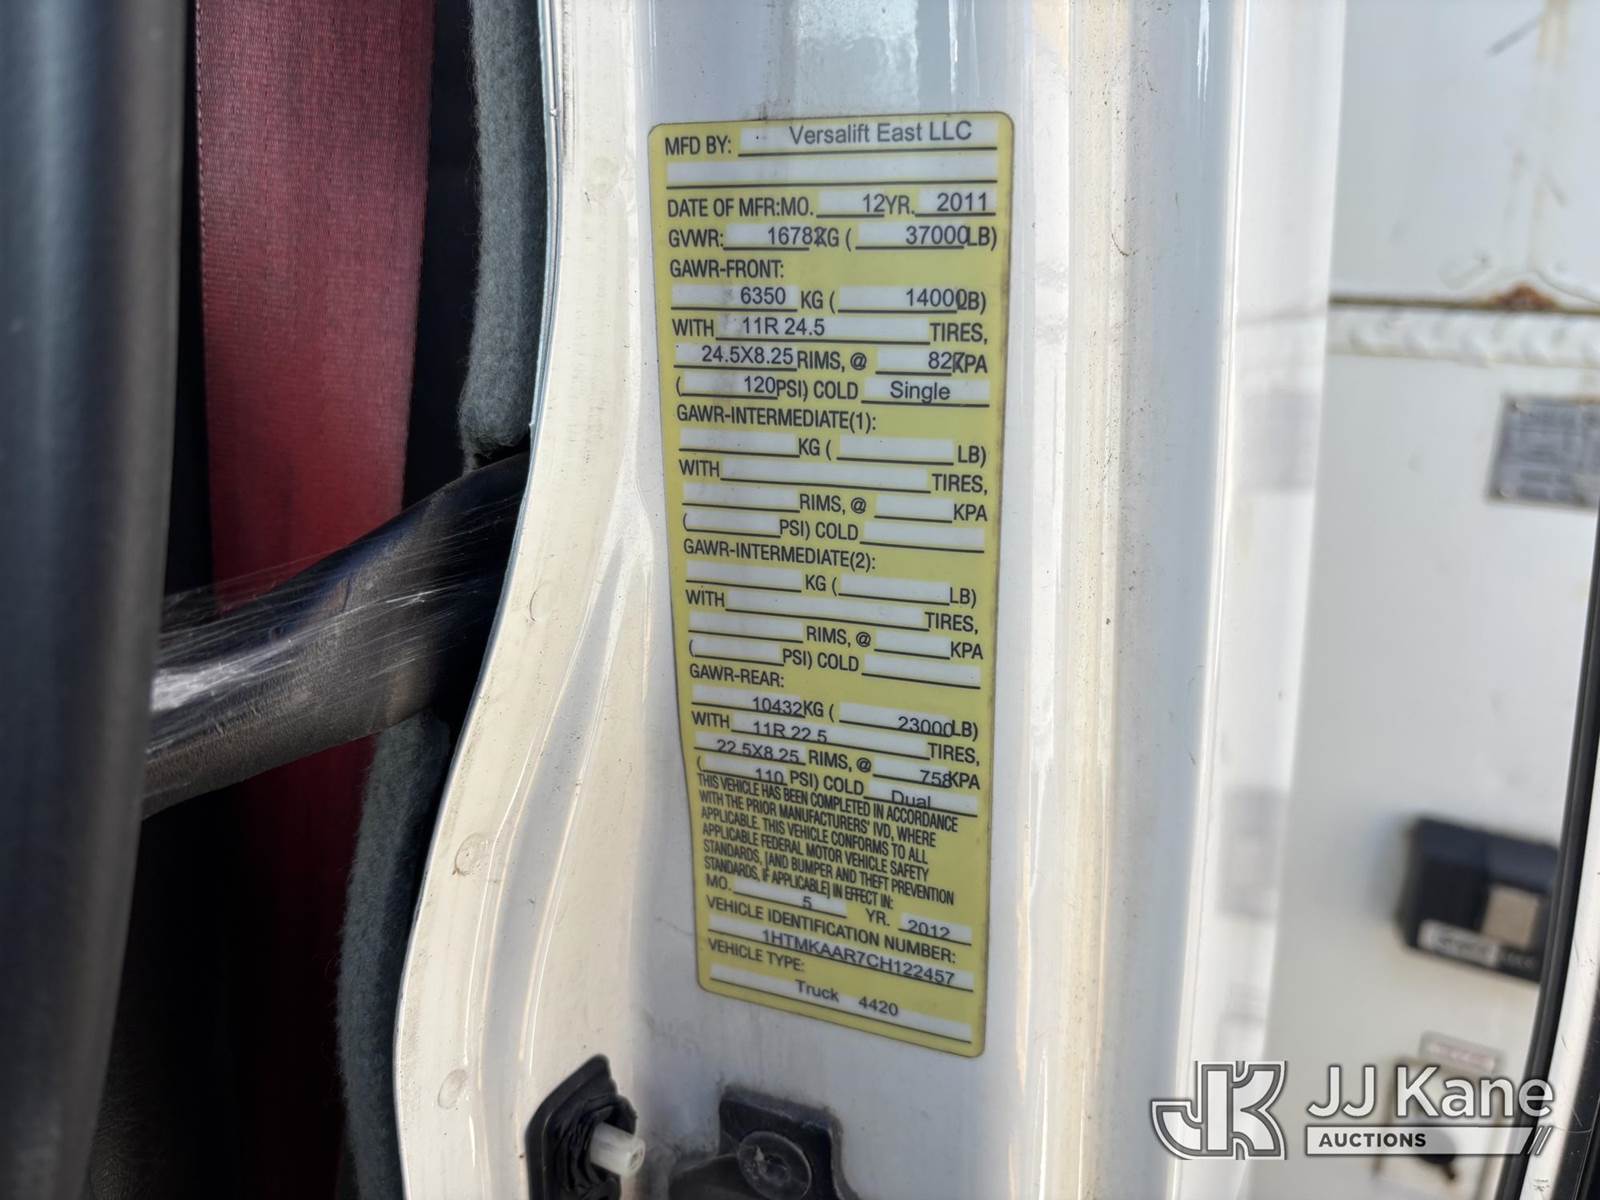 MFD BY: Versalift East LLC
DATE OF MFR:MO. 12 YR. 2011
GVWR: 16782 KG ( 37000 LB)
GAWR-FRONT:
6350 KG ( 14000 LB)
WITH 11R 24.5 TIRES,
24.5X8.25 RIMS, @ 827 KPA
( 120 PSI) COLD Single
GAWR-INTERMEDIATE(1):
KG ( LB)
WITH TIRES,
RIMS, @ KPA
( PSI) COLD
GAWR-INTERMEDIATE(2):
KG ( LB)
WITH TIRES,
RIMS, @ KPA
( PSI) COLD
GAWR-REAR:
10432 KG ( 23000 LB)
WITH 11R 22.5 TIRES,
22.5X8.25 RIMS, @ 758 KPA
( 110 PSI) COLD Dual
THIS VEHICLE HAS BEEN COMPLETED IN ACCORDANCE
WITH THE PRIOR MANUFACTURERS' IVD, WHERE
APPLICABLE. THIS VEHICLE CONFORMS TO ALL
APPLICABLE FEDERAL MOTOR VEHICLE SAFETY
STANDARDS, [AND BUMPER AND THEFT PREVENTION
STANDARDS, IF APPLICABLE] IN EFFECT IN:
MO. 5 YR. 2012
VEHICLE IDENTIFICATION NUMBER:
1HTMKAAR7CH122457
VEHICLE TYPE:
Truck 4420
JK JJ Kane
AUCTIONS